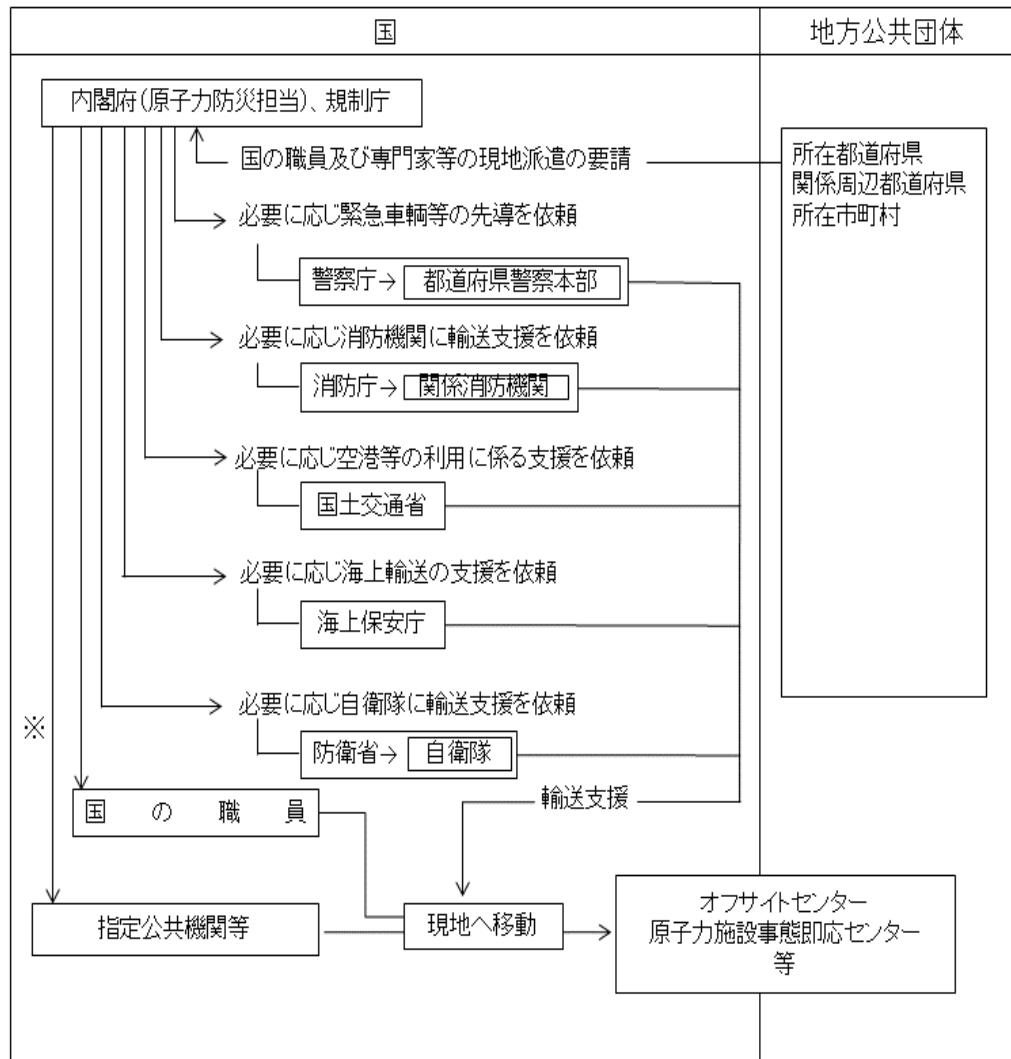 国
地方公共団体
内閣府(原子力防災担当)、規制庁
国の職員及び専門家等の現地派遣の要請
所在都道府県
関係周辺都道府県
所在市町村
必要に応じ緊急車輌等の先導を依頼
警察庁→ 都道府県警察本部
必要に応じ消防機関に輸送支援を依頼
消防庁→ 関係消防機関
必要に応じ空港等の利用に係る支援を依頼
国土交通省
必要に応じ海上輸送の支援を依頼
海上保安庁
必要に応じ自衛隊に輸送支援を依頼
※
防衛省→ 自衛隊
輸送支援
国の職員
指定公共機関等
現地へ移動
オフサイトセンター
原子力施設事態即応センター
等